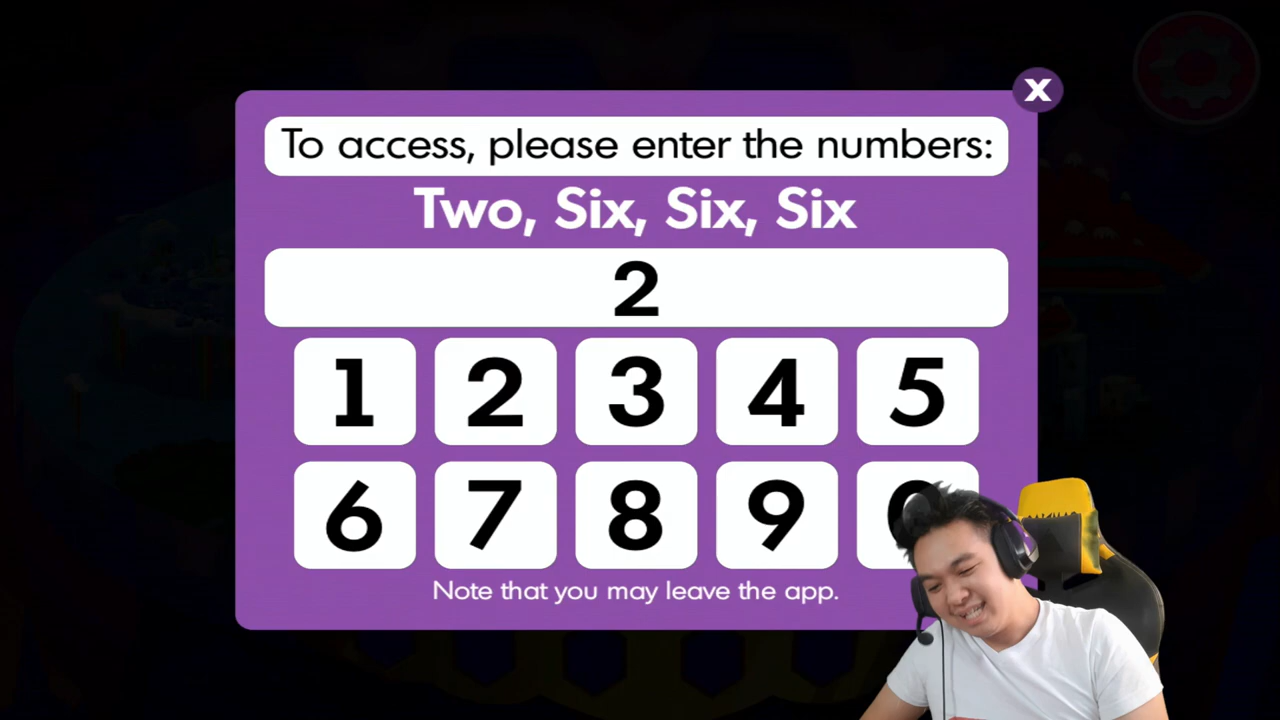 X
To access, please enter the numbers:
Two, Six, Six, Six
2
1 2 3 4 5
6 7 8 9 0
Note that you may leave the app.